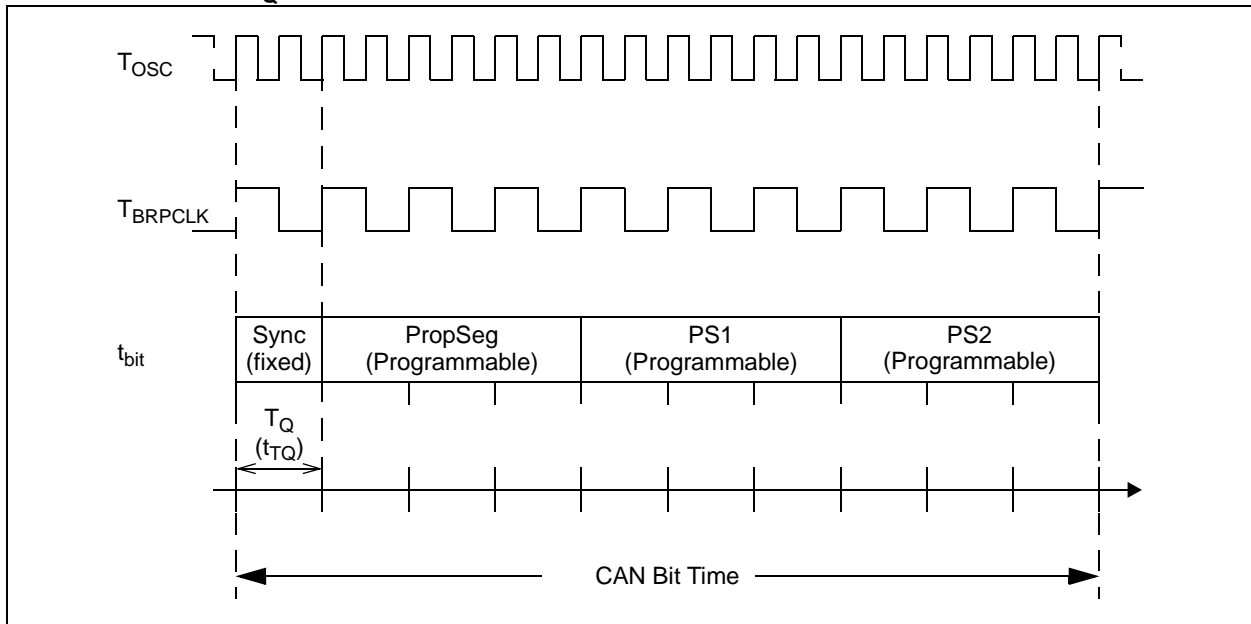 Q
TOSC
TBRPCLK
tbit
Sync
(fixed)
PropSeg
(Programmable)
PS1
(Programmable)
PS2
(Programmable)
TQ
(tTQ)
CAN Bit Time